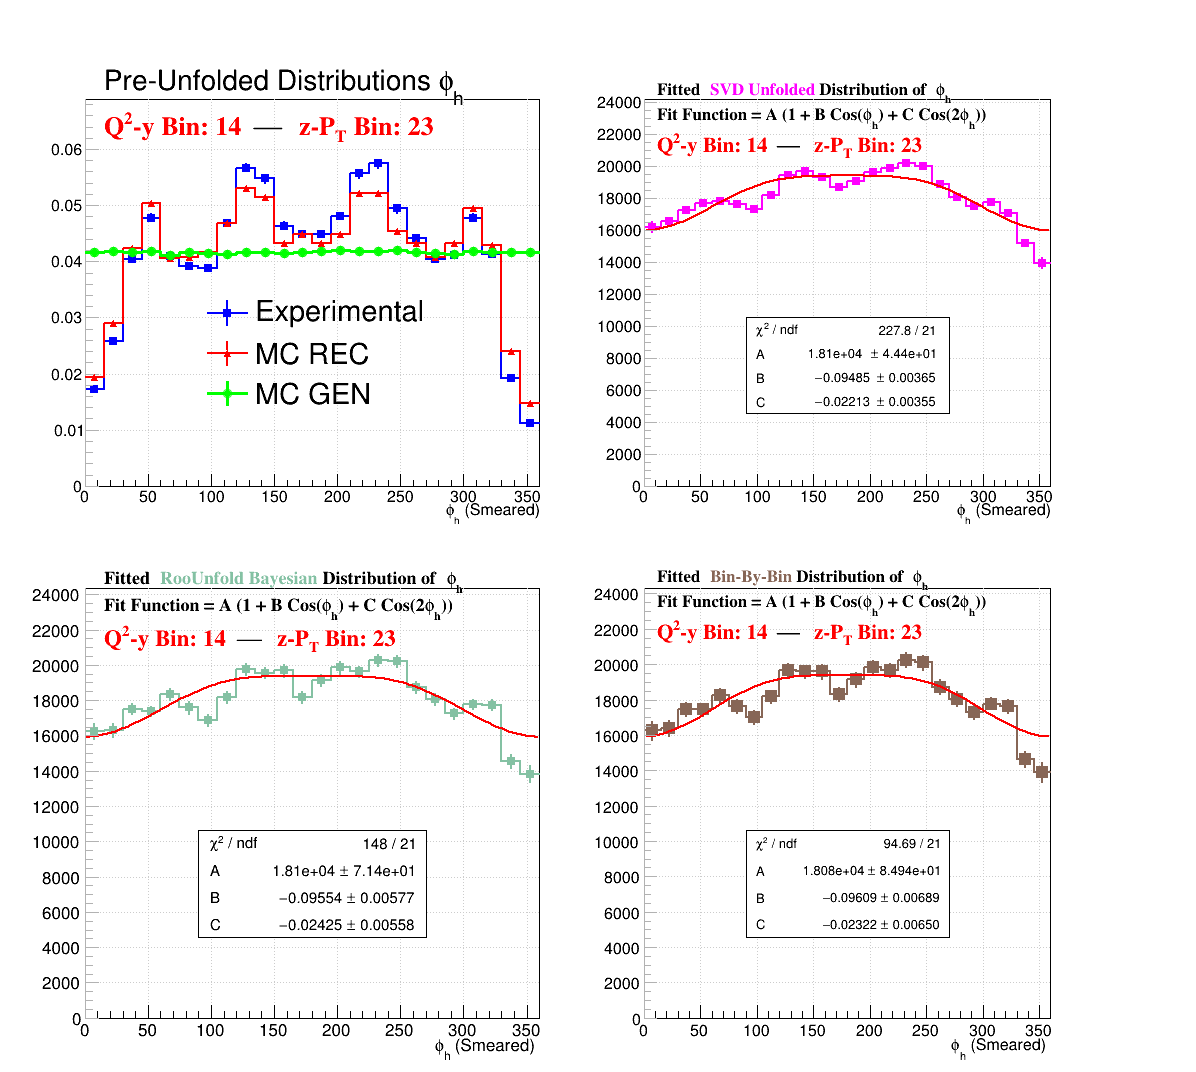 Pre-Unfolded Distributions ϕh
Q²-y Bin: 14 — z-PT Bin: 23
0.06
0.05
0.04
0.03
0.02
0.01
0
Experimental
MC REC
MC GEN
0 50 100 150 200 250 300 350
ϕh (Smeared)
Fitted SVD Unfolded Distribution of ϕh
Fit Function = A (1 + B Cos(ϕh) + C Cos(2ϕh))
Q²-y Bin: 14 — z-PT Bin: 23
24000
22000
20000
18000
16000
14000
12000
10000
8000
6000
4000
2000
0
χ² / ndf 227.8 / 21
A 1.81e+04 ± 4.44e+01
B −0.09485 ± 0.00365
C −0.02213 ± 0.00355
0 50 100 150 200 250 300 350
ϕh (Smeared)
Fitted RooUnfold Bayesian Distribution of ϕh
Fit Function = A (1 + B Cos(ϕh) + C Cos(2ϕh))
Q²-y Bin: 14 — z-PT Bin: 23
24000
22000
20000
18000
16000
14000
12000
10000
8000
6000
4000
2000
0
χ² / ndf 148 / 21
A 1.81e+04 ± 7.14e+01
B −0.09554 ± 0.00577
C −0.02425 ± 0.00558
0 50 100 150 200 250 300 350
ϕh (Smeared)
Fitted Bin-By-Bin Distribution of ϕh
Fit Function = A (1 + B Cos(ϕh) + C Cos(2ϕh))
Q²-y Bin: 14 — z-PT Bin: 23
24000
22000
20000
18000
16000
14000
12000
10000
8000
6000
4000
2000
0
χ² / ndf 94.69 / 21
A 1.808e+04 ± 8.494e+01
B −0.09609 ± 0.00689
C −0.02322 ± 0.00650
0 50 100 150 200 250 300 350
ϕh (Smeared)